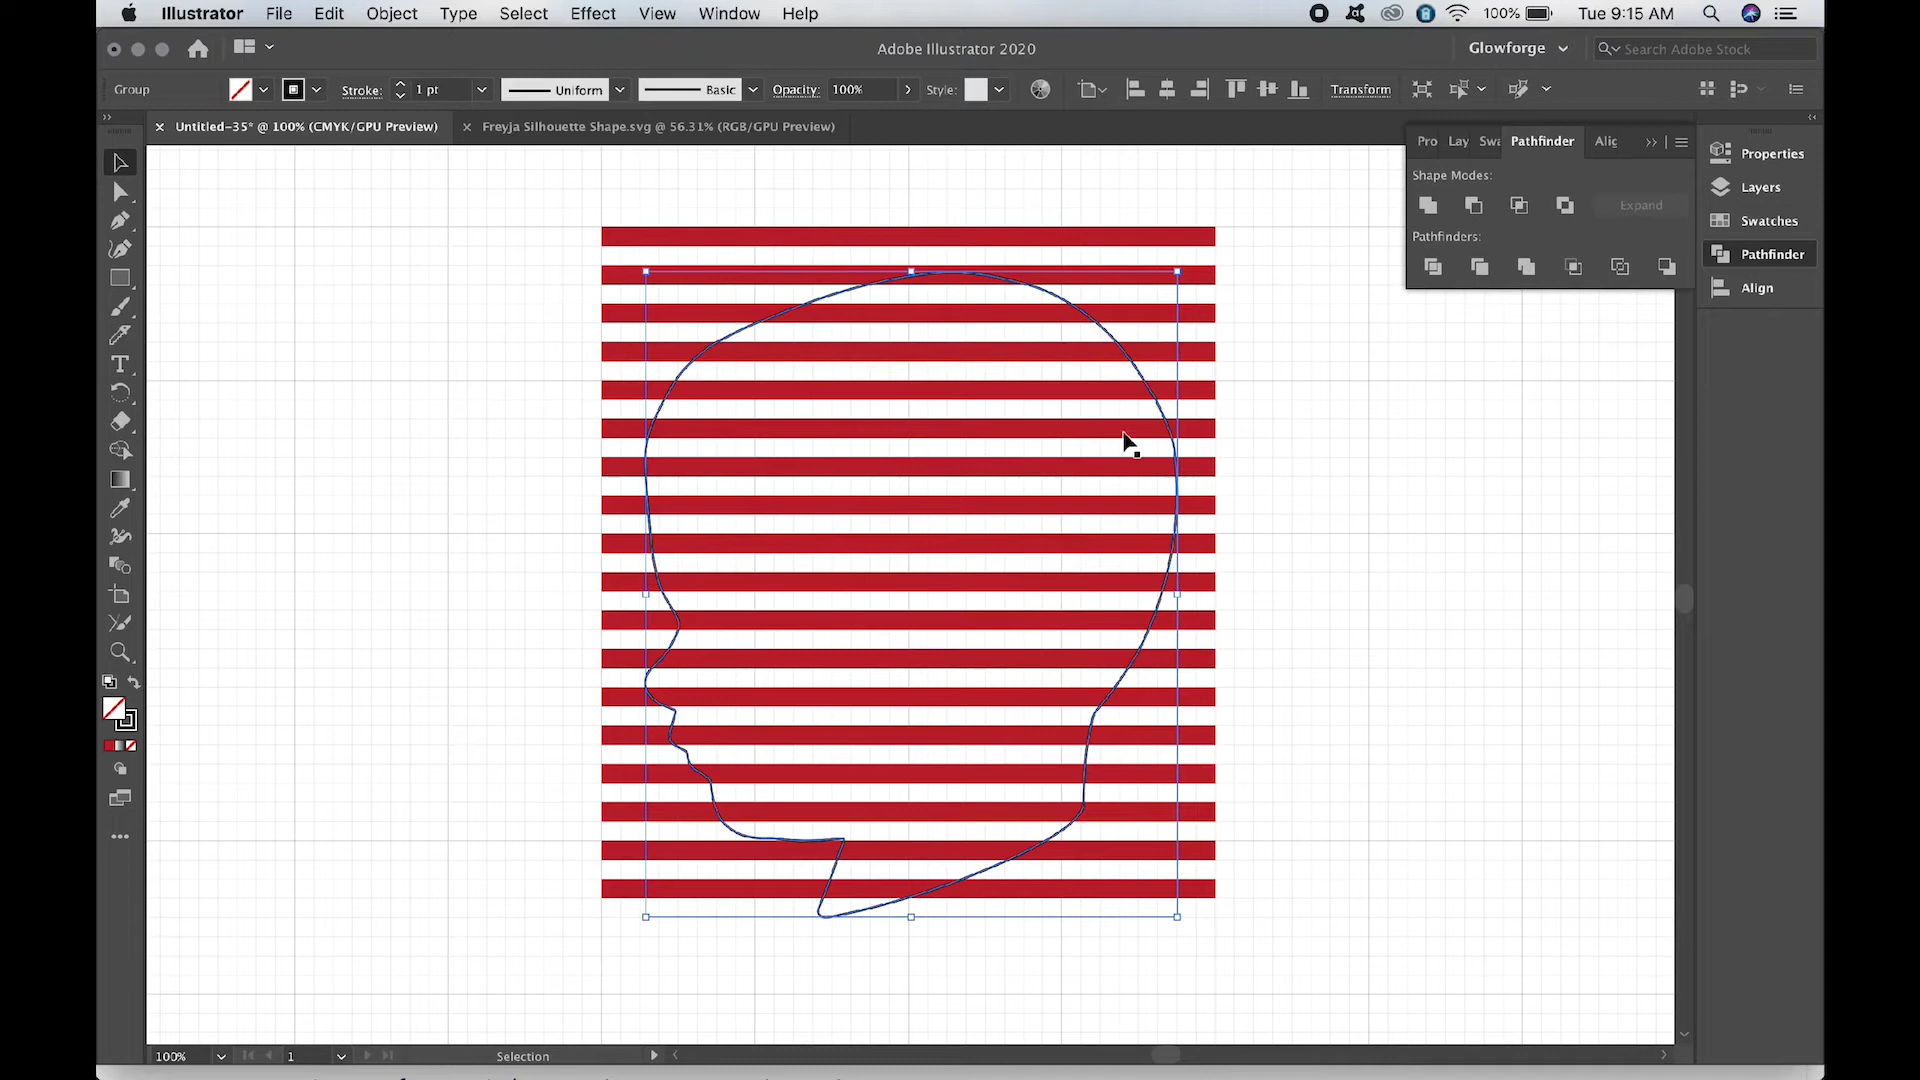 Illustrator File Edit Object Type Select Effect View Window Help 100% Tue 9:15 AM
Adobe Illustrator 2020 Glowforge Search Adobe Stock
Group Stroke: 1 pt Uniform Basic Opacity: 100% Style: Transform
Untitled-35* @ 100% (CMYK/GPU Preview) Freyja Silhouette Shape.svg @ 56.31% (RGB/GPU Preview)
Pro Lay Swa Pathfinder Alig
Shape Modes:
Expand
Pathfinders:
Properties
Layers
Swatches
Pathfinder
Align
100% 1 Selection